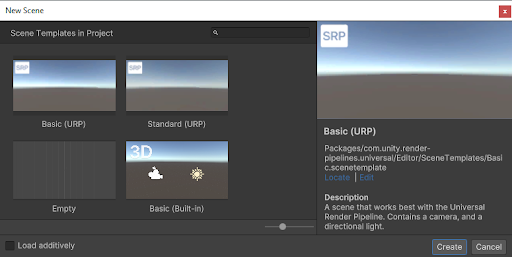 New Scene
x
Scene Templates in Project
SRP
SRP
Basic (URP)
Standard (URP)
3D
Empty
Basic (Built-in)
Load additively
SRP
Basic (URP)
Packages/com.unity.render-
pipelines.universal/Editor/SceneTemplates/Basi
c.scenetemplate
Locate | Edit
Description
A scene that works best with the Universal
Render Pipeline. Contains a camera, and a
directional light.
Create
Cancel